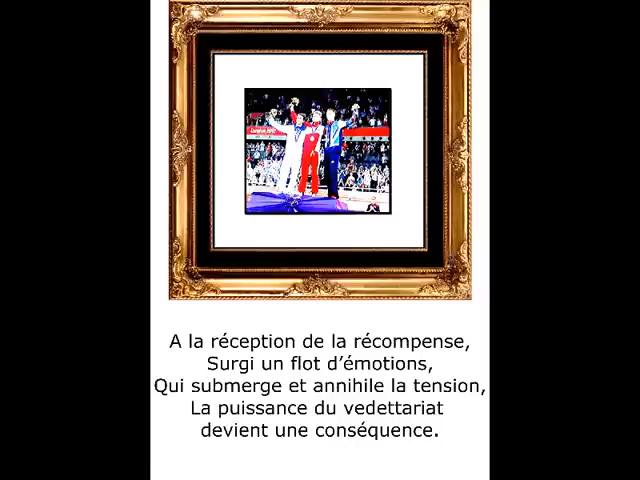 A la réception de la récompense,
Surgi un flot d'émotions,
Qui submerge et annihile la tension,
La puissance du vedettariat
devient une conséquence.